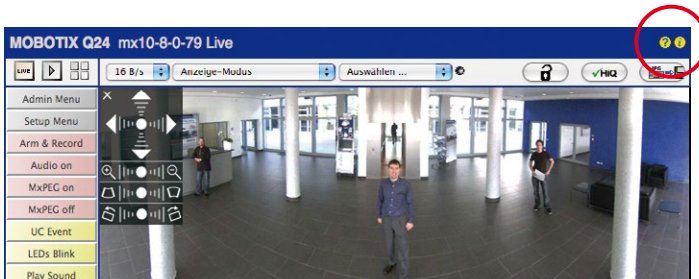 MOBOTIX Q24 mx10-8-0-79 Live
? i
LIVE 16 B/s Anzeige-Modus Auswählen ... HiQ
Admin Menu
Setup Menu
Arm & Record
Audio on
MxPEG on
MxPEG off
UC Event
LEDs Blink
Play Sound